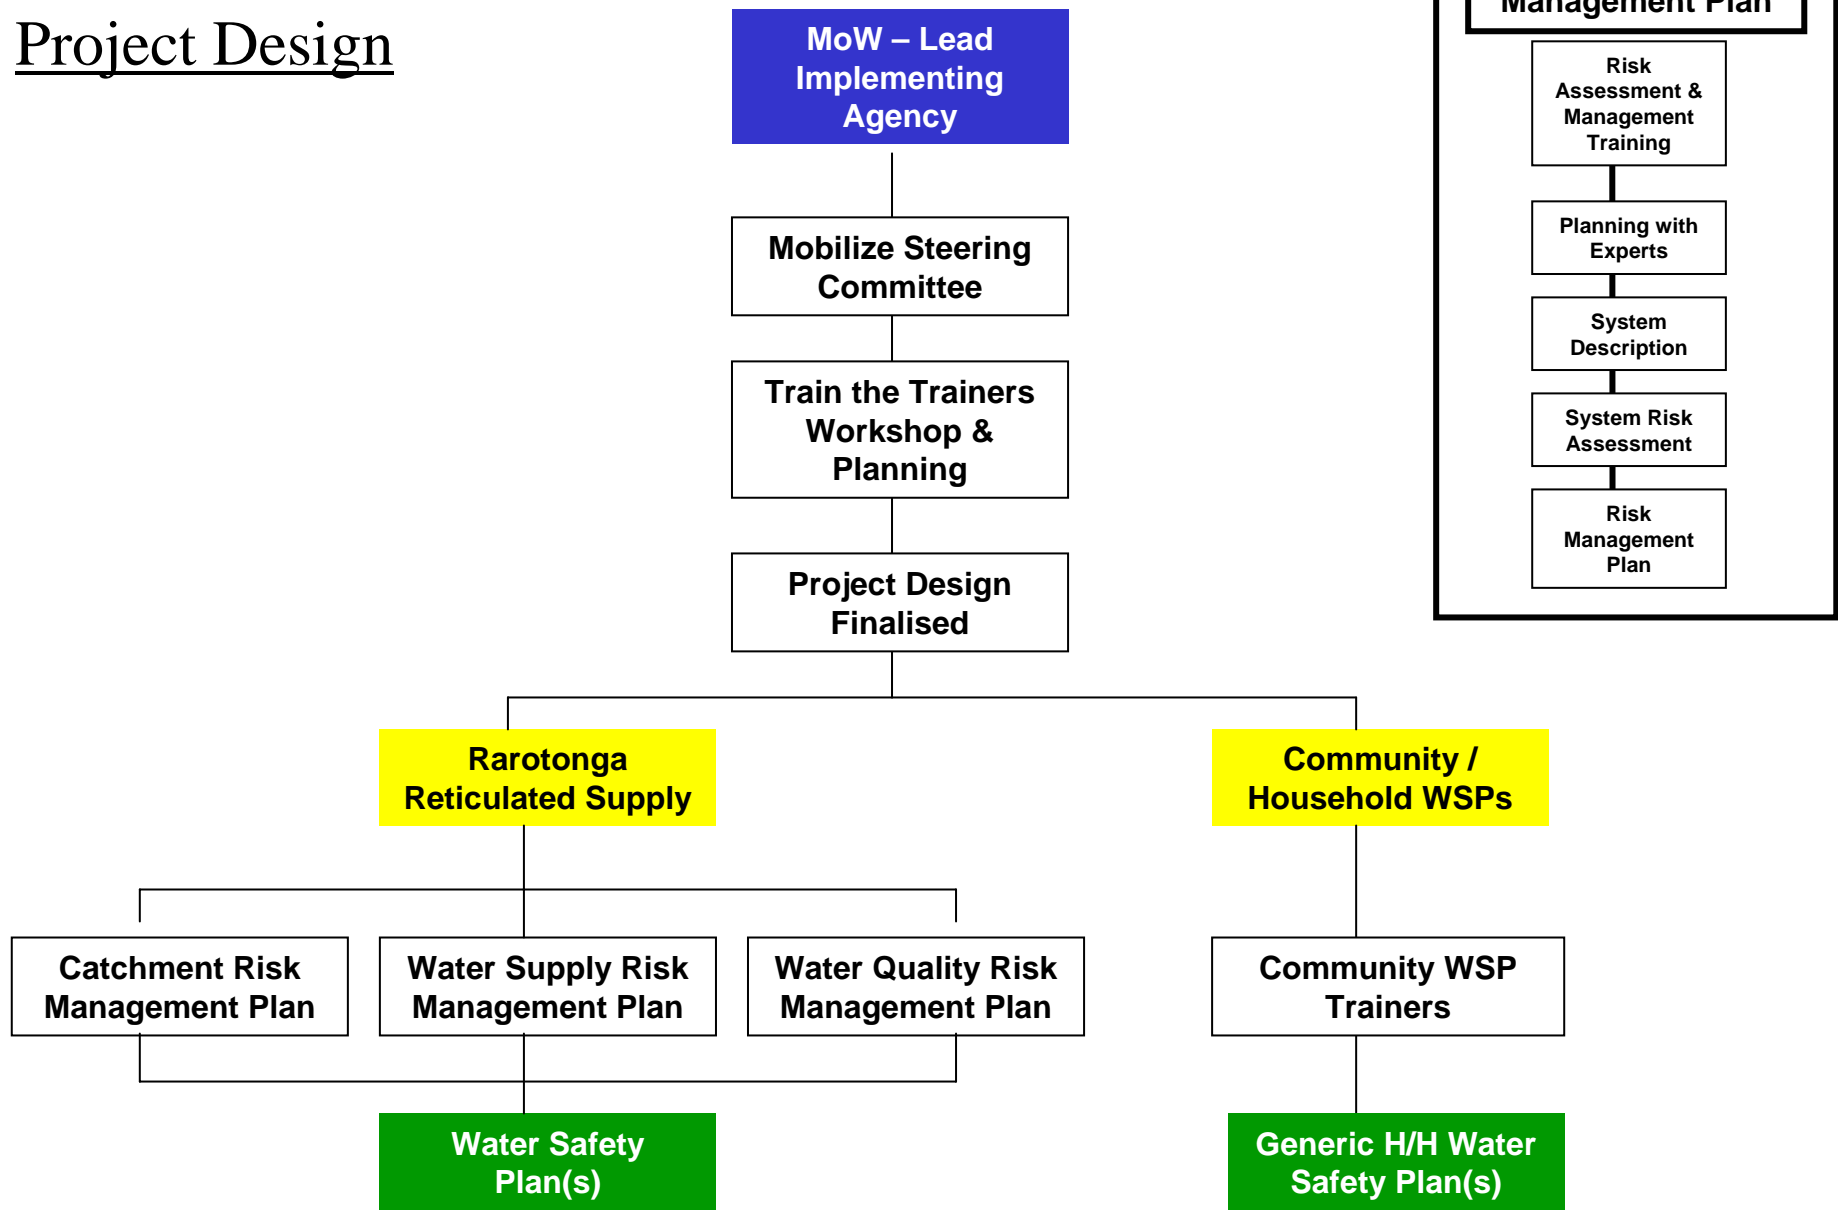 Project Design
MoW – Lead
Implementing
Agency
Mobilize Steering
Committee
Train the Trainers
Workshop &
Planning
Project Design
Finalised
Rarotonga
Reticulated Supply
Community /
Household WSPs
Catchment Risk
Management Plan
Water Supply Risk
Management Plan
Water Quality Risk
Management Plan
Community WSP
Trainers
Water Safety
Plan(s)
Generic H/H Water
Safety Plan(s)
Management Plan
Risk
Assessment &
Management
Training
Planning with
Experts
System
Description
System Risk
Assessment
Risk
Management
Plan